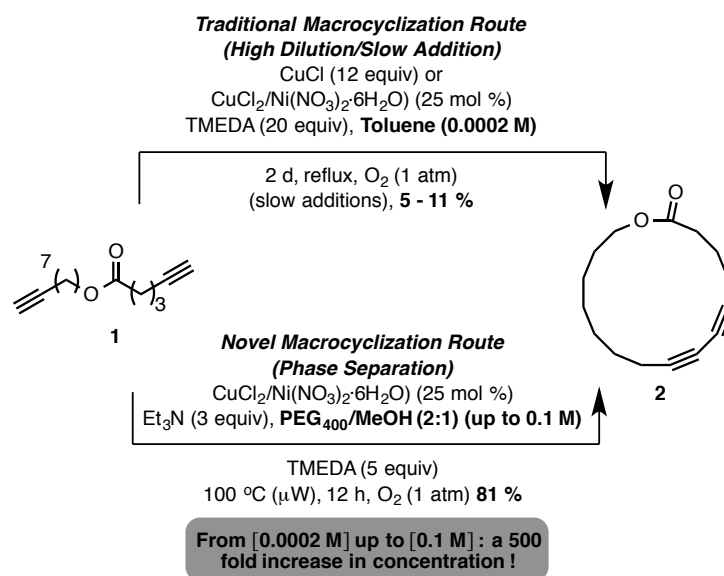 Traditional Macrocyclization Route
(High Dilution/Slow Addition)
CuCl (12 equiv) or
CuCl2/Ni(NO3)2·6H2O) (25 mol %)
TMEDA (20 equiv), Toluene (0.0002 M)
2 d, reflux, O2 (1 atm)
(slow additions), 5 - 11 %
O
O
7
O
O
3
1
Novel Macrocyclization Route
(Phase Separation)
CuCl2/Ni(NO3)2·6H2O) (25 mol %)
Et3N (3 equiv), PEG400/MeOH (2:1) (up to 0.1 M)
2
TMEDA (5 equiv)
100 ºC (µW), 12 h, O2 (1 atm) 81 %
From [0.0002 M] up to [0.1 M] : a 500
fold increase in concentration !